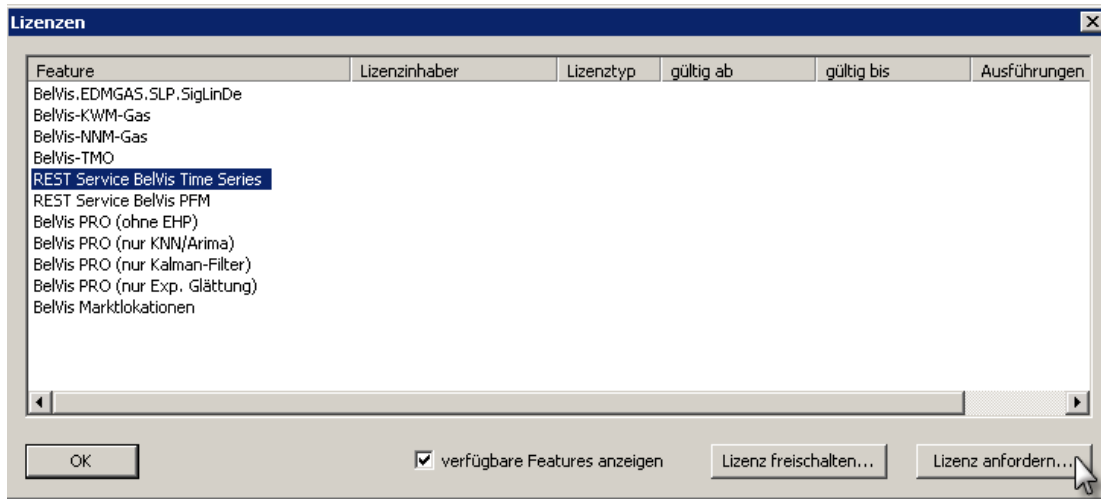 Lizenzen
Feature Lizenzinhaber Lizenztyp gültig ab gültig bis Ausführungen
BelVis.EDMGAS.SLP.SigLinDe
BelVis-KWM-Gas
BelVis-NNM-Gas
BelVis-TMO
REST Service BelVis Time Series
REST Service BelVis PFM
BelVis PRO (ohne EHP)
BelVis PRO (nur KNN/Arima)
BelVis PRO (nur Kalman-Filter)
BelVis PRO (nur Exp. Glättung)
BelVis Marktlokationen
OK verfügbare Features anzeigen Lizenz freischalten... Lizenz anfordern...